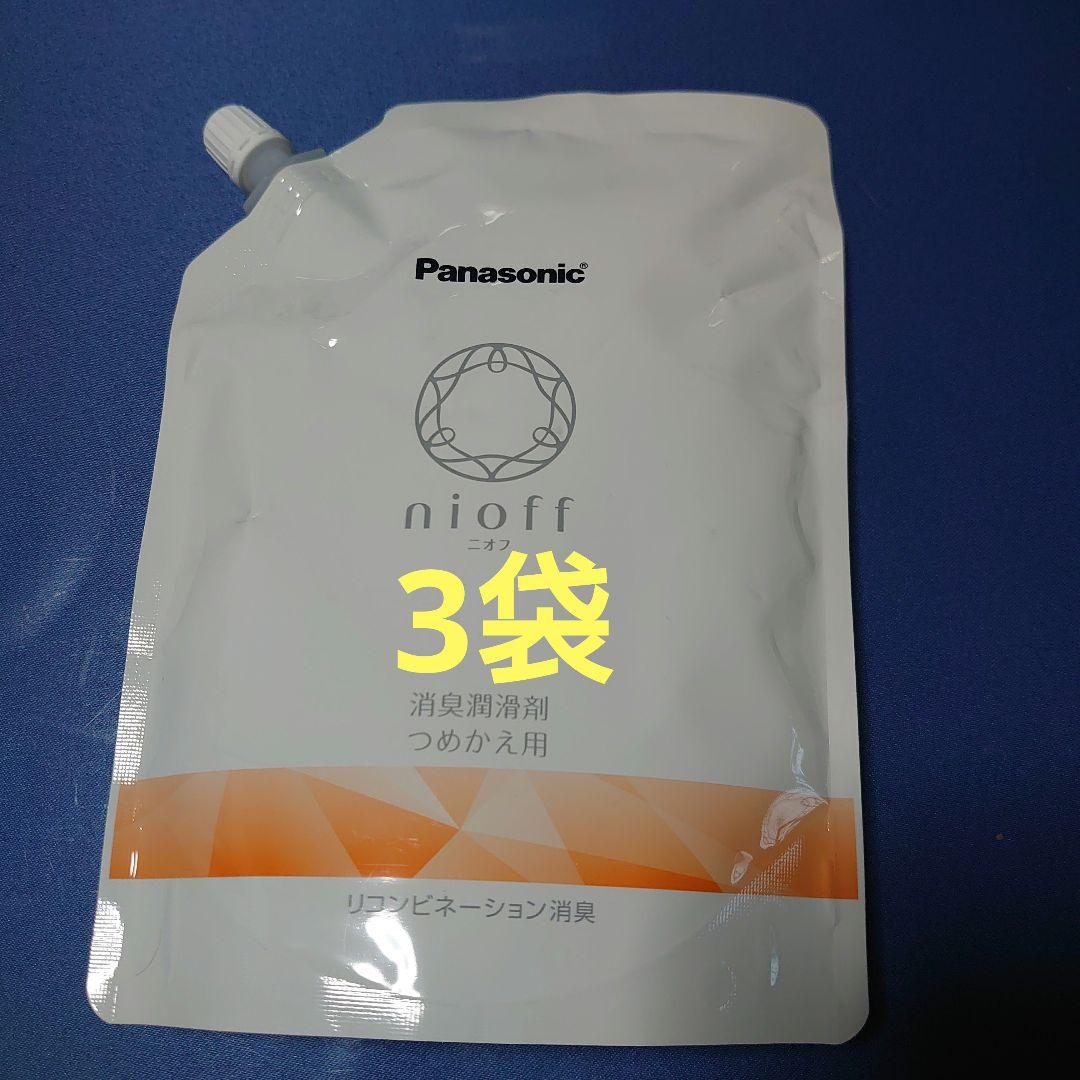 Panasonic®
nioff
ニオフ
3袋
消臭潤滑剤
つめかえ用
リコンビネーション消臭